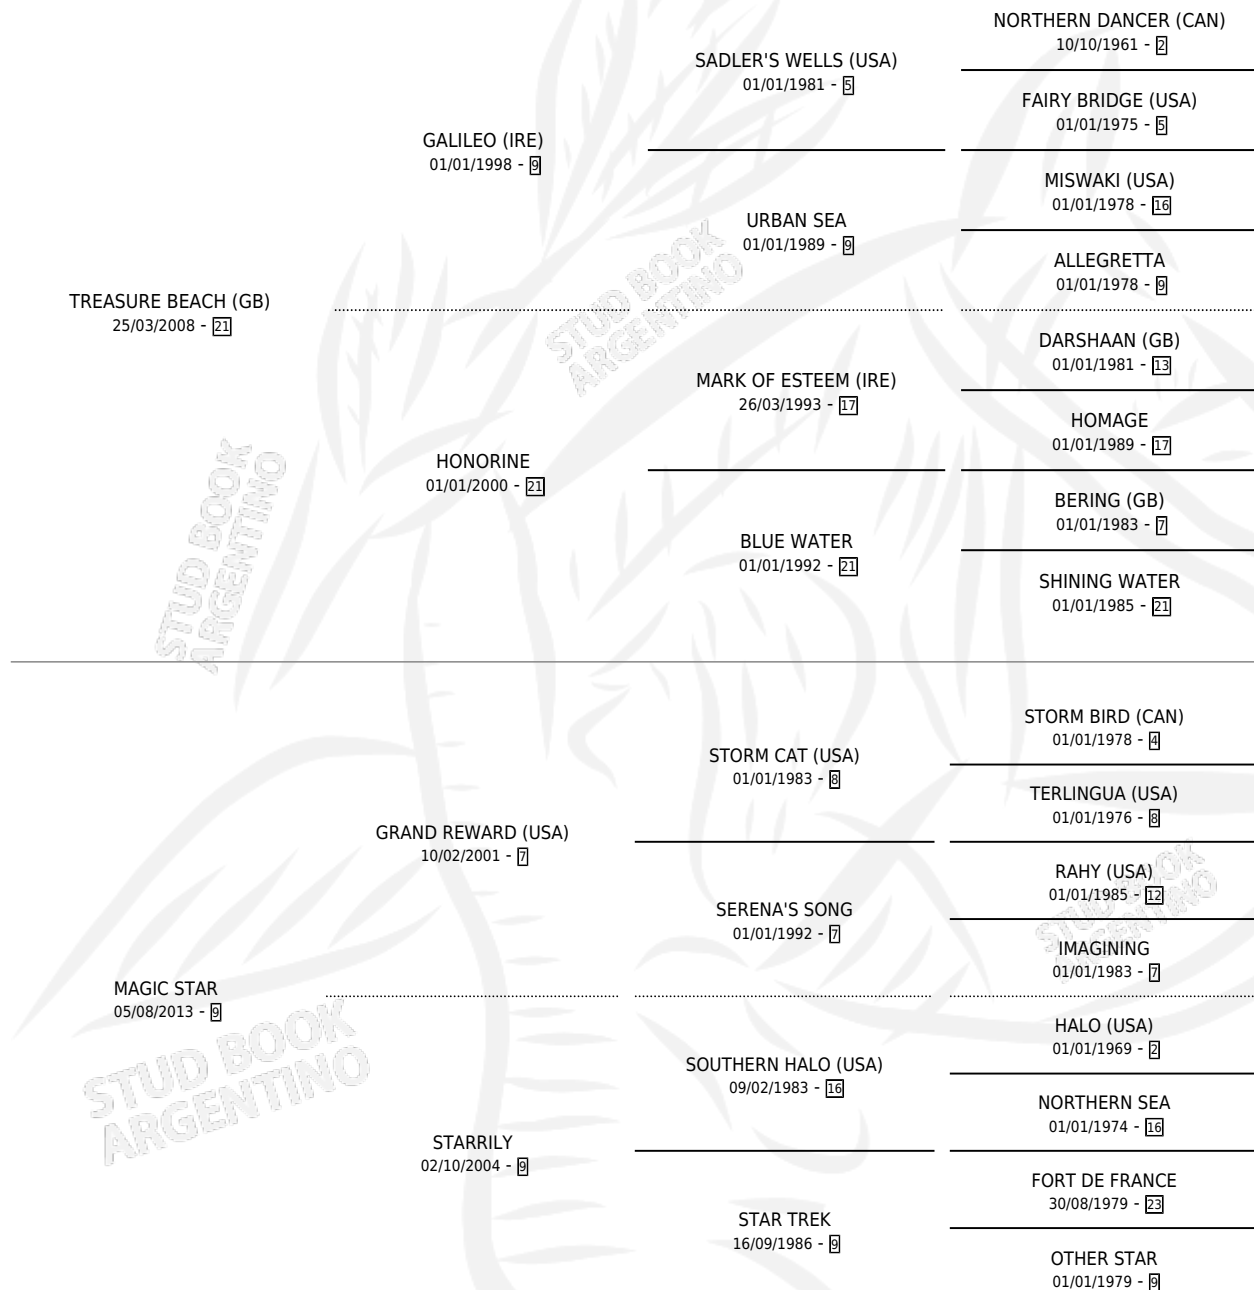 NORTHERN DANCER (CAN)
10/10/1961 - 2
SADLER'S WELLS (USA)
01/01/1981 - 5
FAIRY BRIDGE (USA)
01/01/1975 - 5
GALILEO (IRE)
01/01/1998 - 9
MISWAKI (USA)
01/01/1978 - 16
URBAN SEA
01/01/1989 - 9
ALLEGRETTA
01/01/1978 - 9
TREASURE BEACH (GB)
25/03/2008 - 21
DARSHAAN (GB)
01/01/1981 - 13
MARK OF ESTEEM (IRE)
26/03/1993 - 17
HOMAGE
01/01/1989 - 17
HONORINE
01/01/2000 - 21
BERING (GB)
01/01/1983 - 7
BLUE WATER
01/01/1992 - 21
SHINING WATER
01/01/1985 - 21
STORM BIRD (CAN)
01/01/1978 - 4
STORM CAT (USA)
01/01/1983 - 8
TERLINGUA (USA)
01/01/1976 - 8
GRAND REWARD (USA)
10/02/2001 - 7
RAHY (USA)
01/01/1985 - 12
SERENA'S SONG
01/01/1992 - 7
IMAGINING
01/01/1983 - 7
MAGIC STAR
05/08/2013 - 9
HALO (USA)
01/01/1969 - 2
SOUTHERN HALO (USA)
09/02/1983 - 16
NORTHERN SEA
01/01/1974 - 16
STARRILY
02/10/2004 - 9
FORT DE FRANCE
30/08/1979 - 23
STAR TREK
16/09/1986 - 9
OTHER STAR
01/01/1979 - 9
STUD BOOK
ARGENTINO
STUD BOOK
ARGENTINO
STUD BOOK
ARGENTINO
STUD BOOK
ARGENTINO